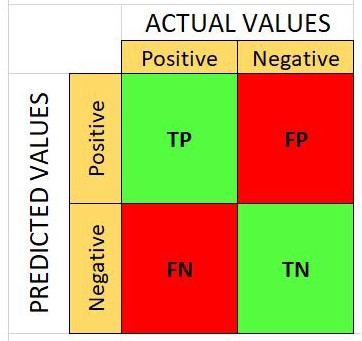 ACTUAL VALUES
Positive Negative
PREDICTED VALUES
Positive
TP FP
Negative
FN TN